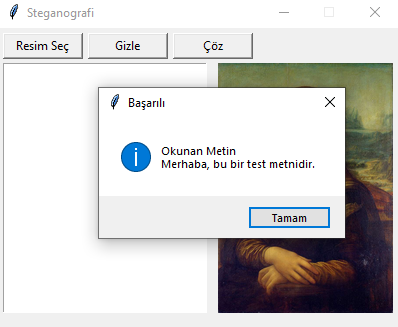 Steganografi
Resim Seç
Gizle
Çöz
Başarılı
Okunan Metin
Merhaba, bu bir test metnidir.
Tamam